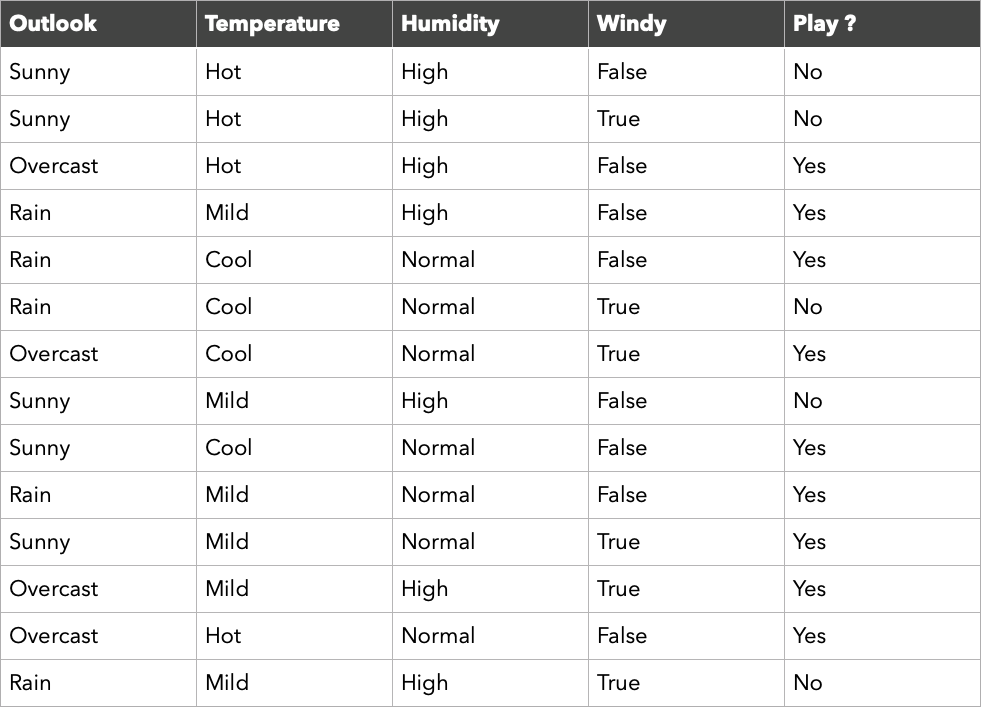 Outlook Temperature Humidity Windy Play ?
Sunny Hot High False No
Sunny Hot High True No
Overcast Hot High False Yes
Rain Mild High False Yes
Rain Cool Normal False Yes
Rain Cool Normal True No
Overcast Cool Normal True Yes
Sunny Mild High False No
Sunny Cool Normal False Yes
Rain Mild Normal False Yes
Sunny Mild Normal True Yes
Overcast Mild High True Yes
Overcast Hot Normal False Yes
Rain Mild High True No